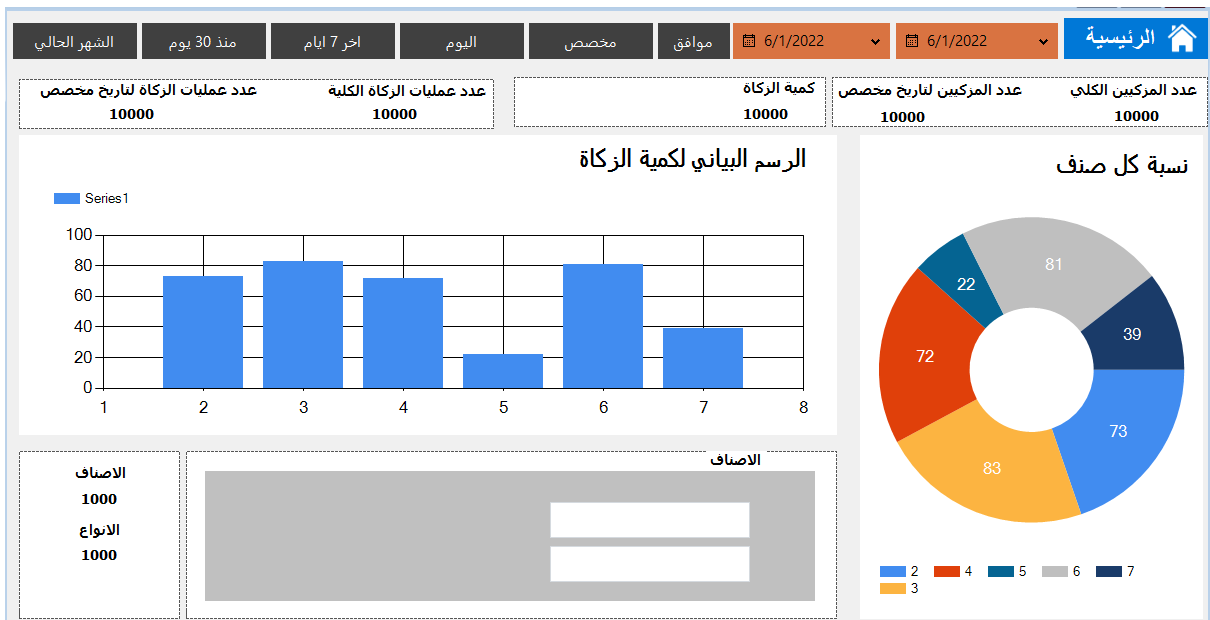 الرئيسية
6/1/2022
6/1/2022
موافق
مخصص
اليوم
اخر 7 ايام
منذ 30 يوم
الشهر الحالي
عدد المزكيين الكلي
10000
عدد المزكيين لتاريخ مخصص
10000
كمية الزكاة
10000
عدد عمليات الزكاة الكلية
10000
عدد عمليات الزكاة لتاريخ مخصص
10000
نسبة كل صنف
81
22
39
72
73
83
2 4 5 6 7
3
الرسم البياني لكمية الزكاة
Series1
100
80
60
40
20
0
1 2 3 4 5 6 7 8
الاصناف
الاصناف
1000
الانواع
1000